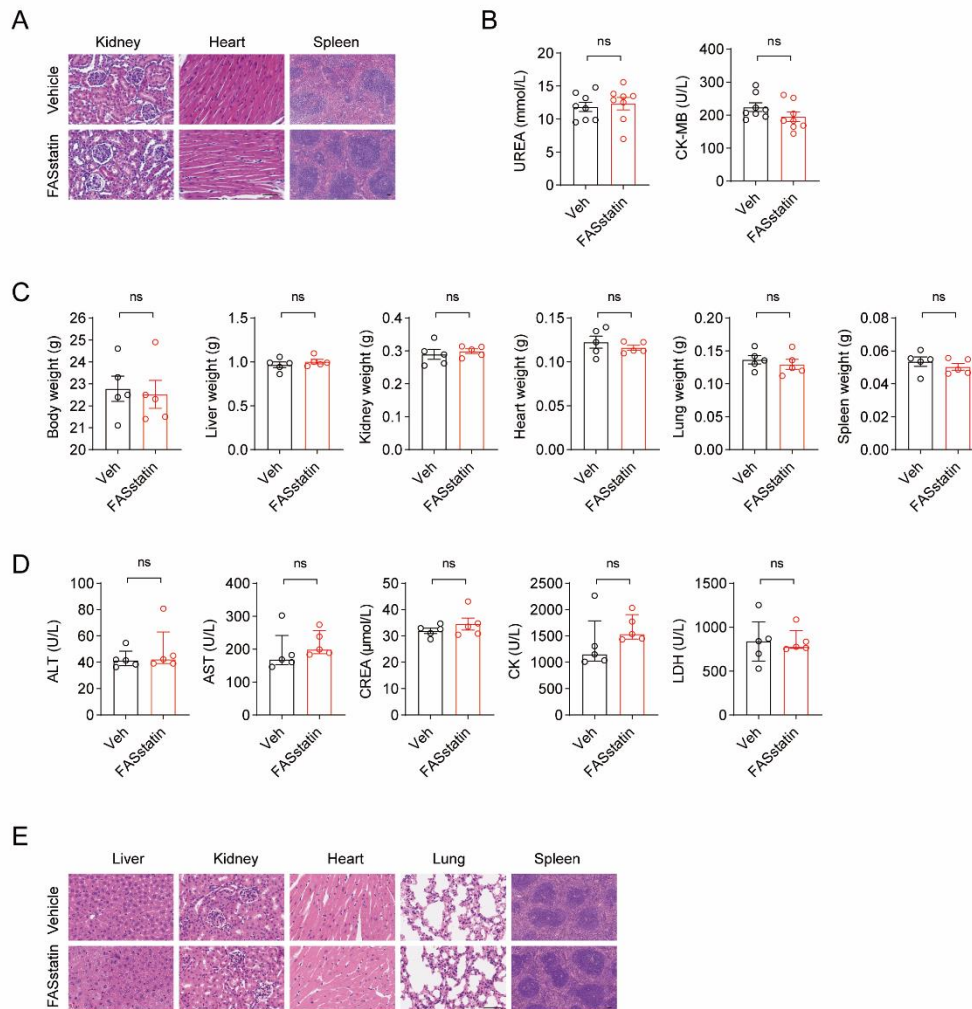 A
Kidney Heart Spleen
Vehicle
FASstatin
B
ns
UREA (mmol/L)
20
15
10
5
0
Veh
FASstatin
ns
CK-MB (U/L)
400
300
200
100
0
Veh
FASstatin
C
ns
Body weight (g)
26
25
24
23
22
21
20
Veh
FASstatin
ns
Liver weight (g)
1.5
1.0
0.5
0.0
Veh
FASstatin
ns
Kidney weight (g)
0.4
0.3
0.2
0.1
0.0
Veh
FASstatin
ns
Heart weight (g)
0.15
0.10
0.05
0.00
Veh
FASstatin
ns
Lung weight (g)
0.20
0.15
0.10
0.05
0.00
Veh
FASstatin
ns
Spleen weight (g)
0.08
0.06
0.04
0.02
0.00
Veh
FASstatin
D
ns
ALT (U/L)
100
80
60
40
20
0
Veh
FASstatin
ns
AST (U/L)
400
300
200
100
0
Veh
FASstatin
ns
CREA (μmol/L)
50
40
30
20
10
0
Veh
FASstatin
ns
CK (U/L)
2500
2000
1500
1000
500
0
Veh
FASstatin
ns
LDH (U/L)
1500
1000
500
0
Veh
FASstatin
E
Liver Kidney Heart Lung Spleen
Vehicle
FASstatin